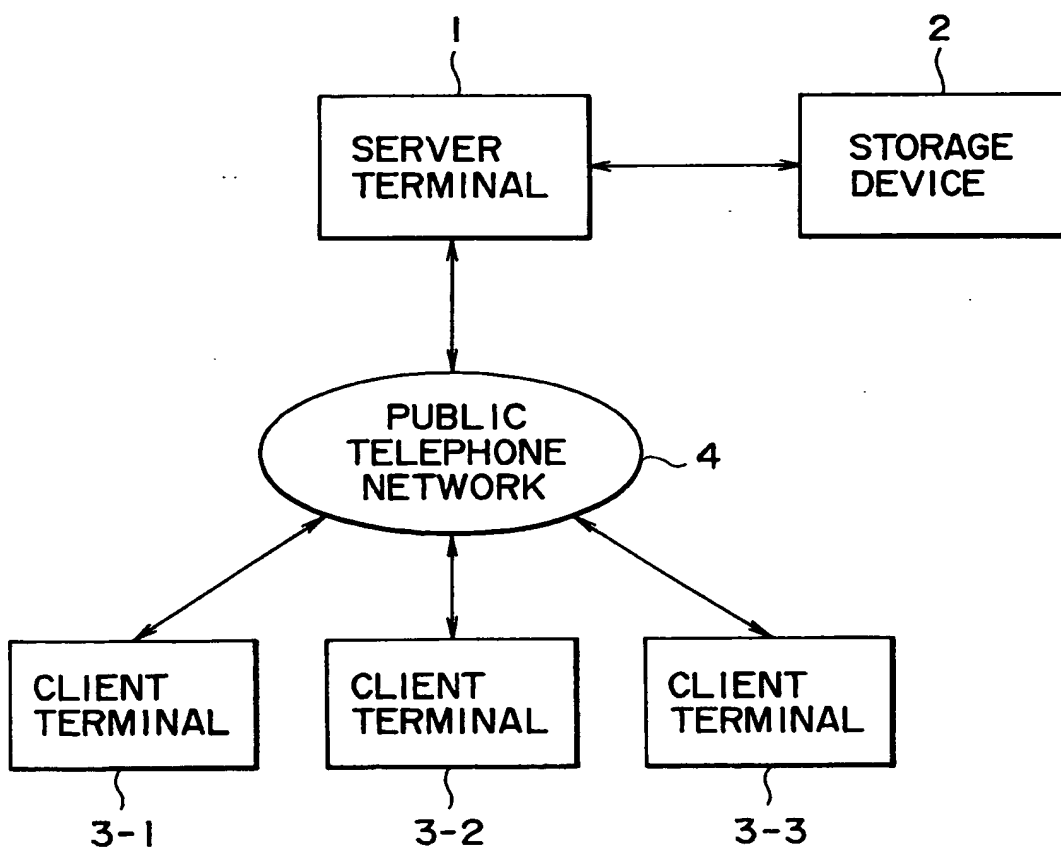 1
2
SERVER
TERMINAL
STORAGE
DEVICE
PUBLIC
TELEPHONE
NETWORK
4
CLIENT
TERMINAL
CLIENT
TERMINAL
CLIENT
TERMINAL
3-1
3-2
3-3